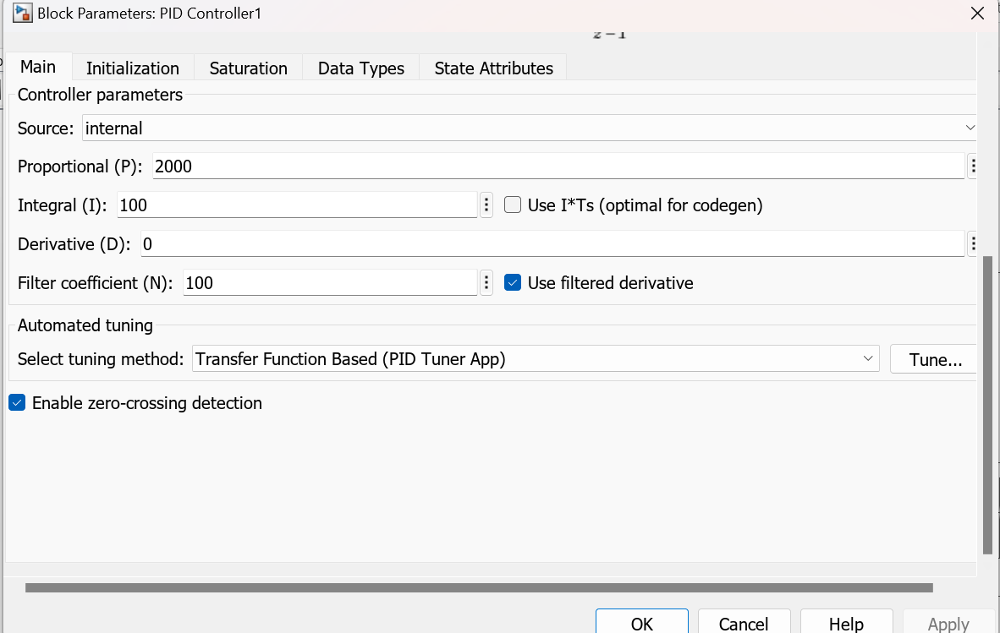 Block Parameters: PID Controller1
z − 1
Main Initialization Saturation Data Types State Attributes
Controller parameters
Source: internal
Proportional (P): 2000
Integral (I): 100 Use I*Ts (optimal for codegen)
Derivative (D): 0
Filter coefficient (N): 100 Use filtered derivative
Automated tuning
Select tuning method: Transfer Function Based (PID Tuner App) Tune...
Enable zero-crossing detection
OK Cancel Help Apply